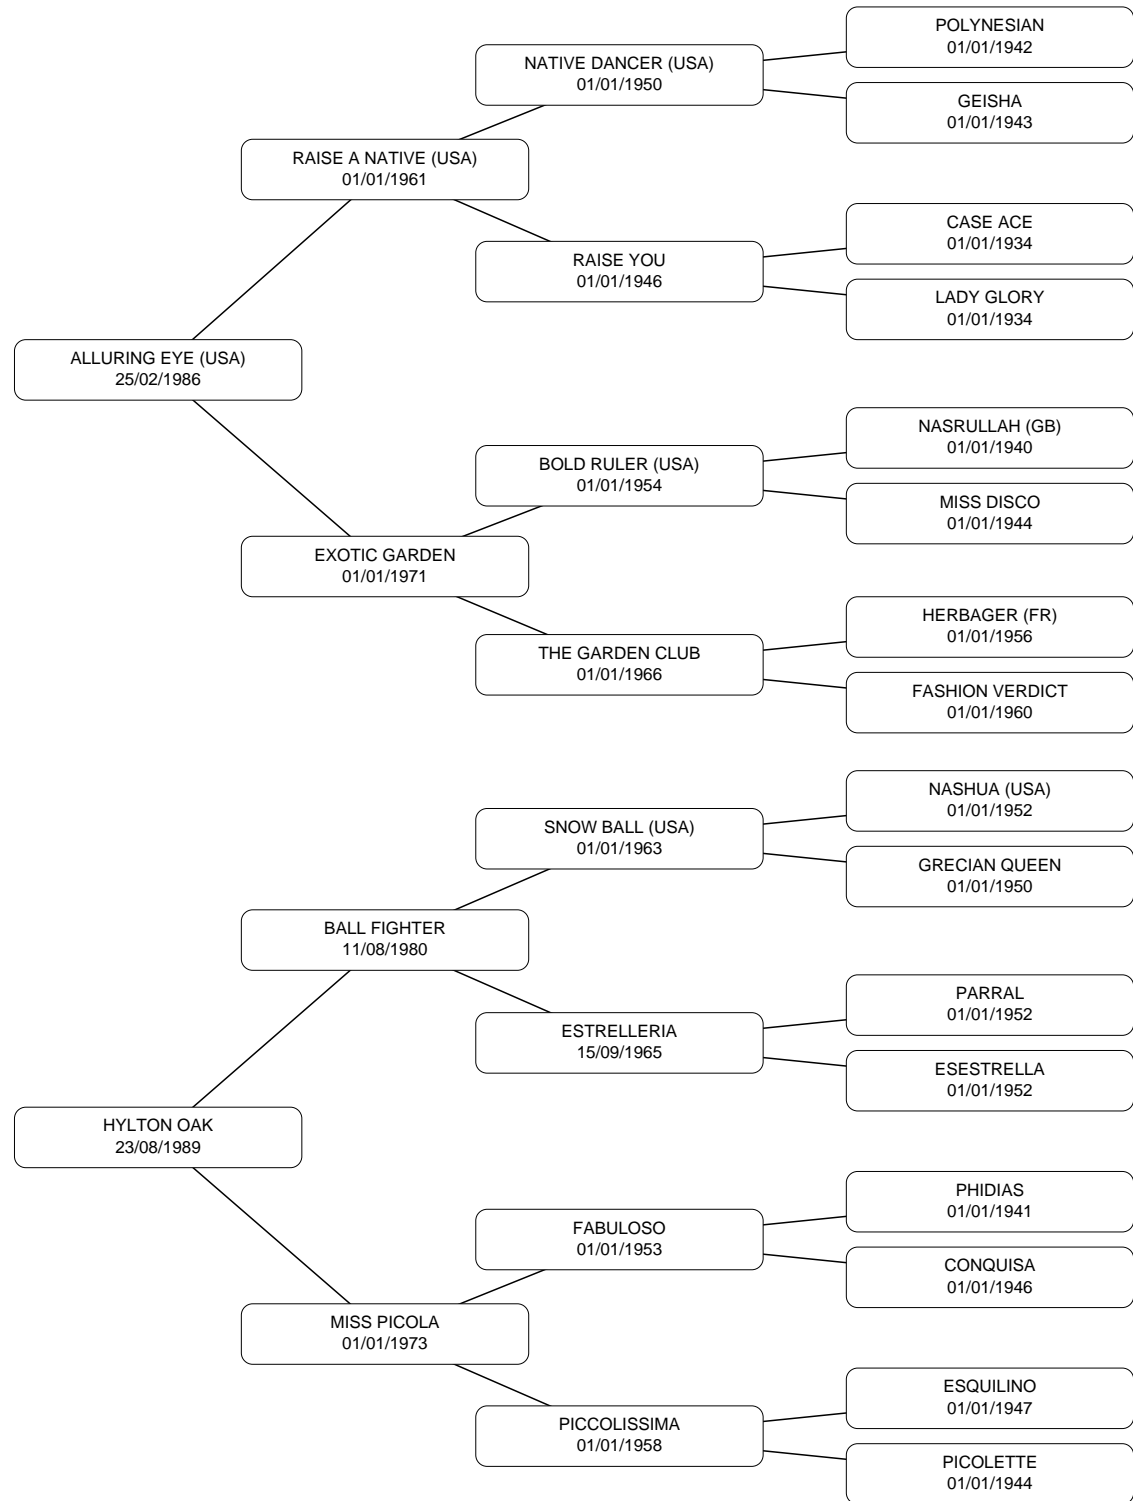 POLYNESIAN
01/01/1942
NATIVE DANCER (USA)
01/01/1950
GEISHA
01/01/1943
RAISE A NATIVE (USA)
01/01/1961
CASE ACE
01/01/1934
RAISE YOU
01/01/1946
LADY GLORY
01/01/1934
ALLURING EYE (USA)
25/02/1986
NASRULLAH (GB)
01/01/1940
BOLD RULER (USA)
01/01/1954
MISS DISCO
01/01/1944
EXOTIC GARDEN
01/01/1971
HERBAGER (FR)
01/01/1956
THE GARDEN CLUB
01/01/1966
FASHION VERDICT
01/01/1960
NASHUA (USA)
01/01/1952
SNOW BALL (USA)
01/01/1963
GRECIAN QUEEN
01/01/1950
BALL FIGHTER
11/08/1980
PARRAL
01/01/1952
ESTRELLERIA
15/09/1965
ESESTRELLA
01/01/1952
HYLTON OAK
23/08/1989
PHIDIAS
01/01/1941
FABULOSO
01/01/1953
CONQUISA
01/01/1946
MISS PICOLA
01/01/1973
ESQUILINO
01/01/1947
PICCOLISSIMA
01/01/1958
PICOLETTE
01/01/1944